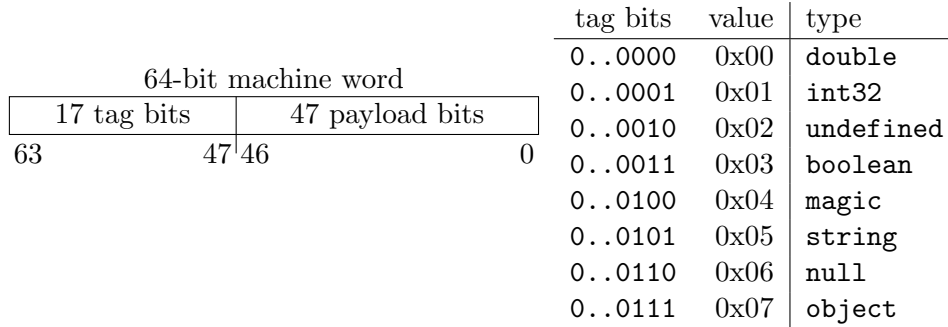 64-bit machine word
17 tag bits 47 payload bits
63 47 46 0
tag bits value type
0..0000 0x00 double
0..0001 0x01 int32
0..0010 0x02 undefined
0..0011 0x03 boolean
0..0100 0x04 magic
0..0101 0x05 string
0..0110 0x06 null
0..0111 0x07 object